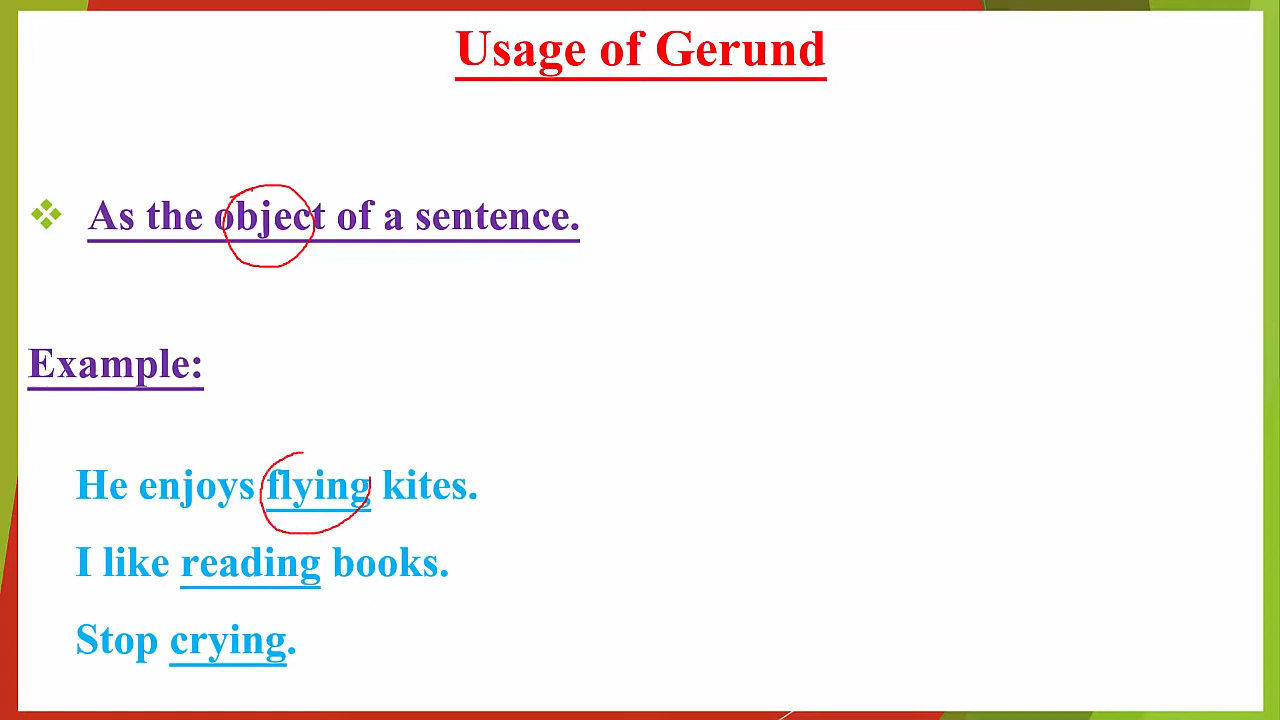 Usage of Gerund
As the object of a sentence.
Example:
He enjoys flying kites.
I like reading books.
Stop crying.